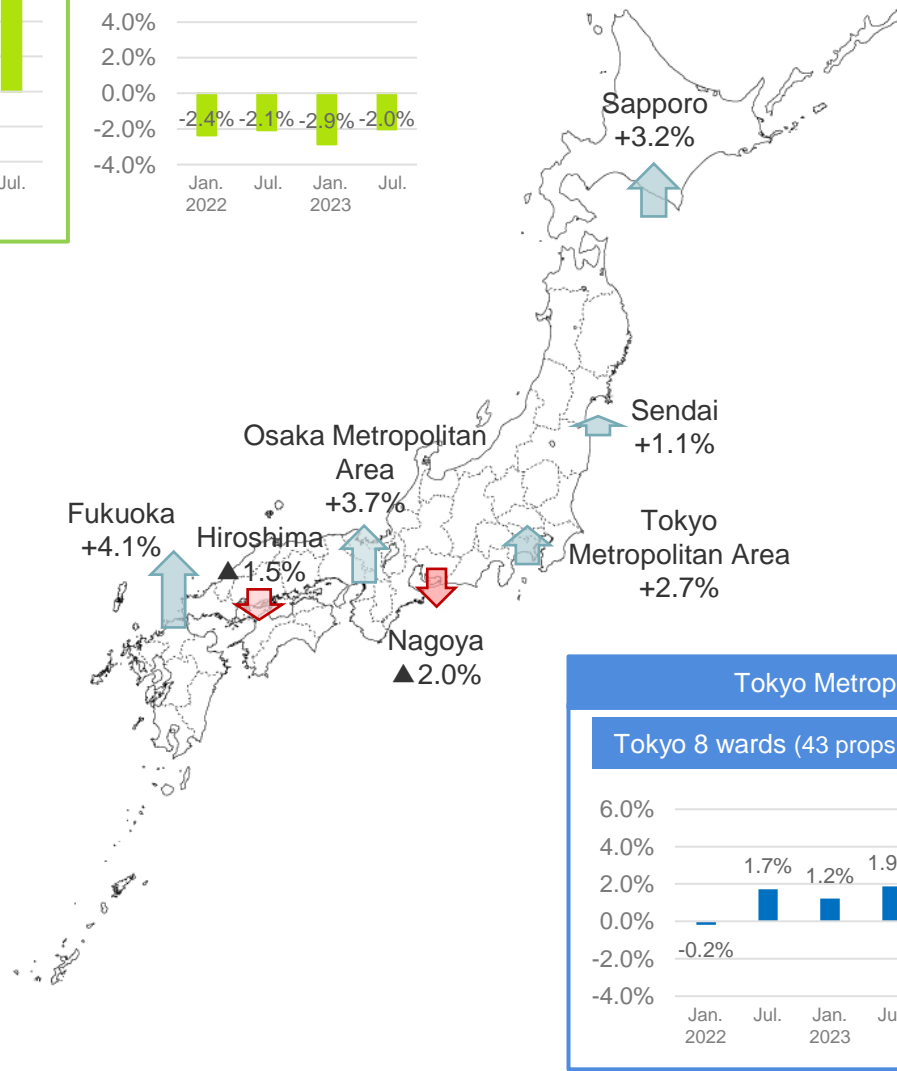 Jul.
4.0%
2.0%
0.0%
-2.0%
-4.0%
-2.4% -2.1% -2.9% -2.0%
Jan. Jul. Jan. Jul.
2022 2023
Sapporo
+3.2%
Sendai
+1.1%
Osaka Metropolitan
Area
+3.7%
Fukuoka
+4.1%
Hiroshima
▲1.5%
Tokyo
Metropolitan Area
+2.7%
Nagoya
▲2.0%
Tokyo Metrop
Tokyo 8 wards (43 props
6.0%
4.0%
2.0%
0.0%
-2.0%
-4.0%
-0.2% 1.7% 1.2% 1.9
Jan. Jul. Jan. Ju
2022 2023